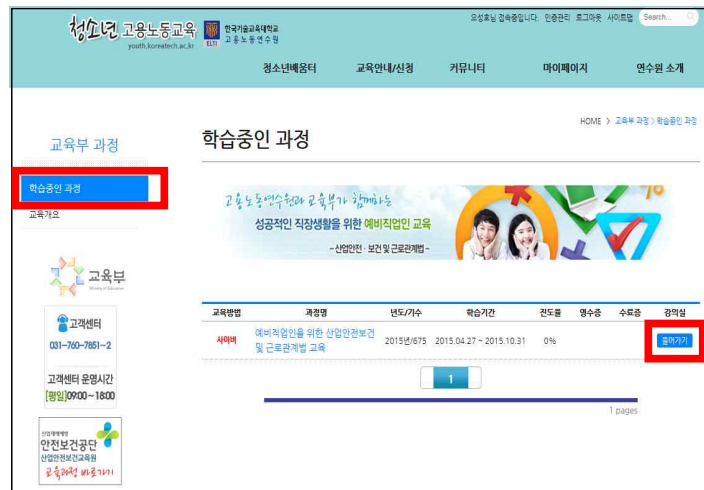 오성효님 접속중입니다. 인증관리 로그아웃 사이트맵 Search...
청소년 고용노동교육
youth.koreatech.ac.kr
ELTI
한국기술교육대학교
고용노동연수원
청소년배움터 교육안내/신청 커뮤니티 마이페이지 연수원 소개
HOME > 교육부 과정 > 학습중인 과정
교육부 과정
학습중인 과정
교육개요
학습중인 과정
고용노동연수원과 교육부가 함께하는
성공적인 직장생활을 위한 예비직업인 교육
- 산업안전 · 보건 및 근로관계법 -
교육부
Ministry of Education
고객센터
031-760-7851~2
고객센터 운영시간
[평일]09:00~18:00
안전보건공단
산업안전보건교육원
교육과정 바로가기
교육방법 과정명 년도/기수 학습기간 진도율 영수증 수료증 강의실
사이버 예비직업인을 위한 산업안전보건 및 근로관계법 교육 2015년/675 2015.04.27 ~ 2015.10.31 0% 들어가기
1
1 pages